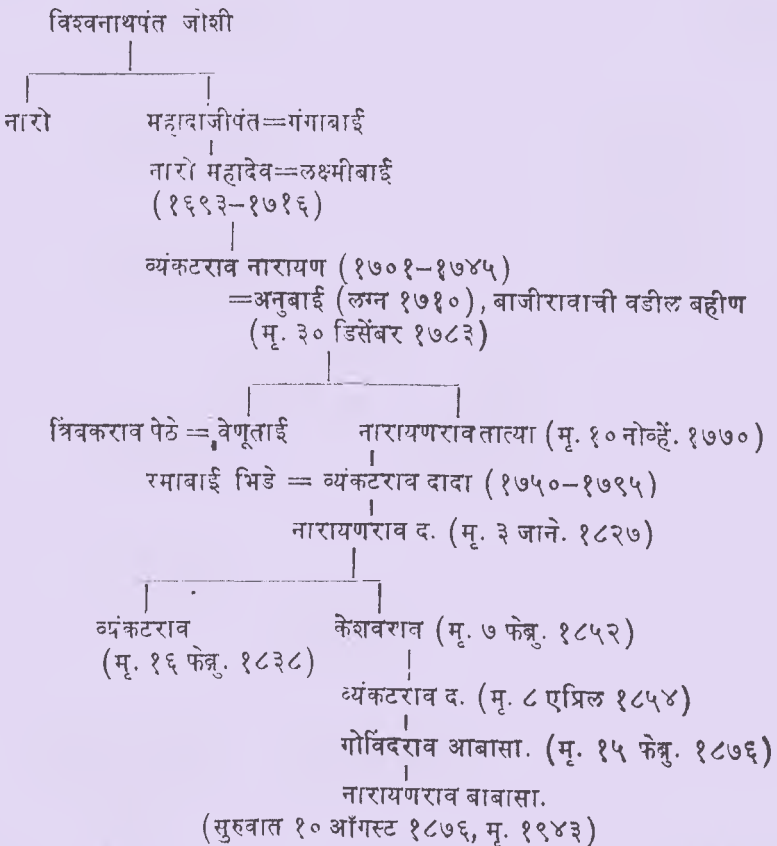 विश्वनाथपंत जोशी
नारो महादाजीपंत==गंगाबाई
नारो महादेव==लक्ष्मीबाई
(१६९३–१७१६)
व्यंकटराव नारायण (१७०१–१७४५)
==अनुबाई (लग्न १७१०), बाजीरावाची वडील बहीण
(मृ. ३० डिसेंबर १७८३)
त्रिंबकराव पेठे == वेणूताई नारायणराव तात्या (मृ. १० नोव्हें. १७७०)
रमाबाई भिडे == व्यंकटराव दादा (१७५०–१७९५)
नारायणराव द. (मृ. ३ जाने. १८२७)
व्यंकटराव केशवराव (मृ. ७ फेब्रु. १८५२)
(मृ. १६ फेब्रु. १८३८)
व्यंकटराव द. (मृ. ८ एप्रिल १८५४)
गोविंदराव आबासा. (मृ. १५ फेब्रु. १८७६)
नारायणराव बाबासा.
(सुरुवात १० ऑगस्ट १८७६, मृ. १९४३)